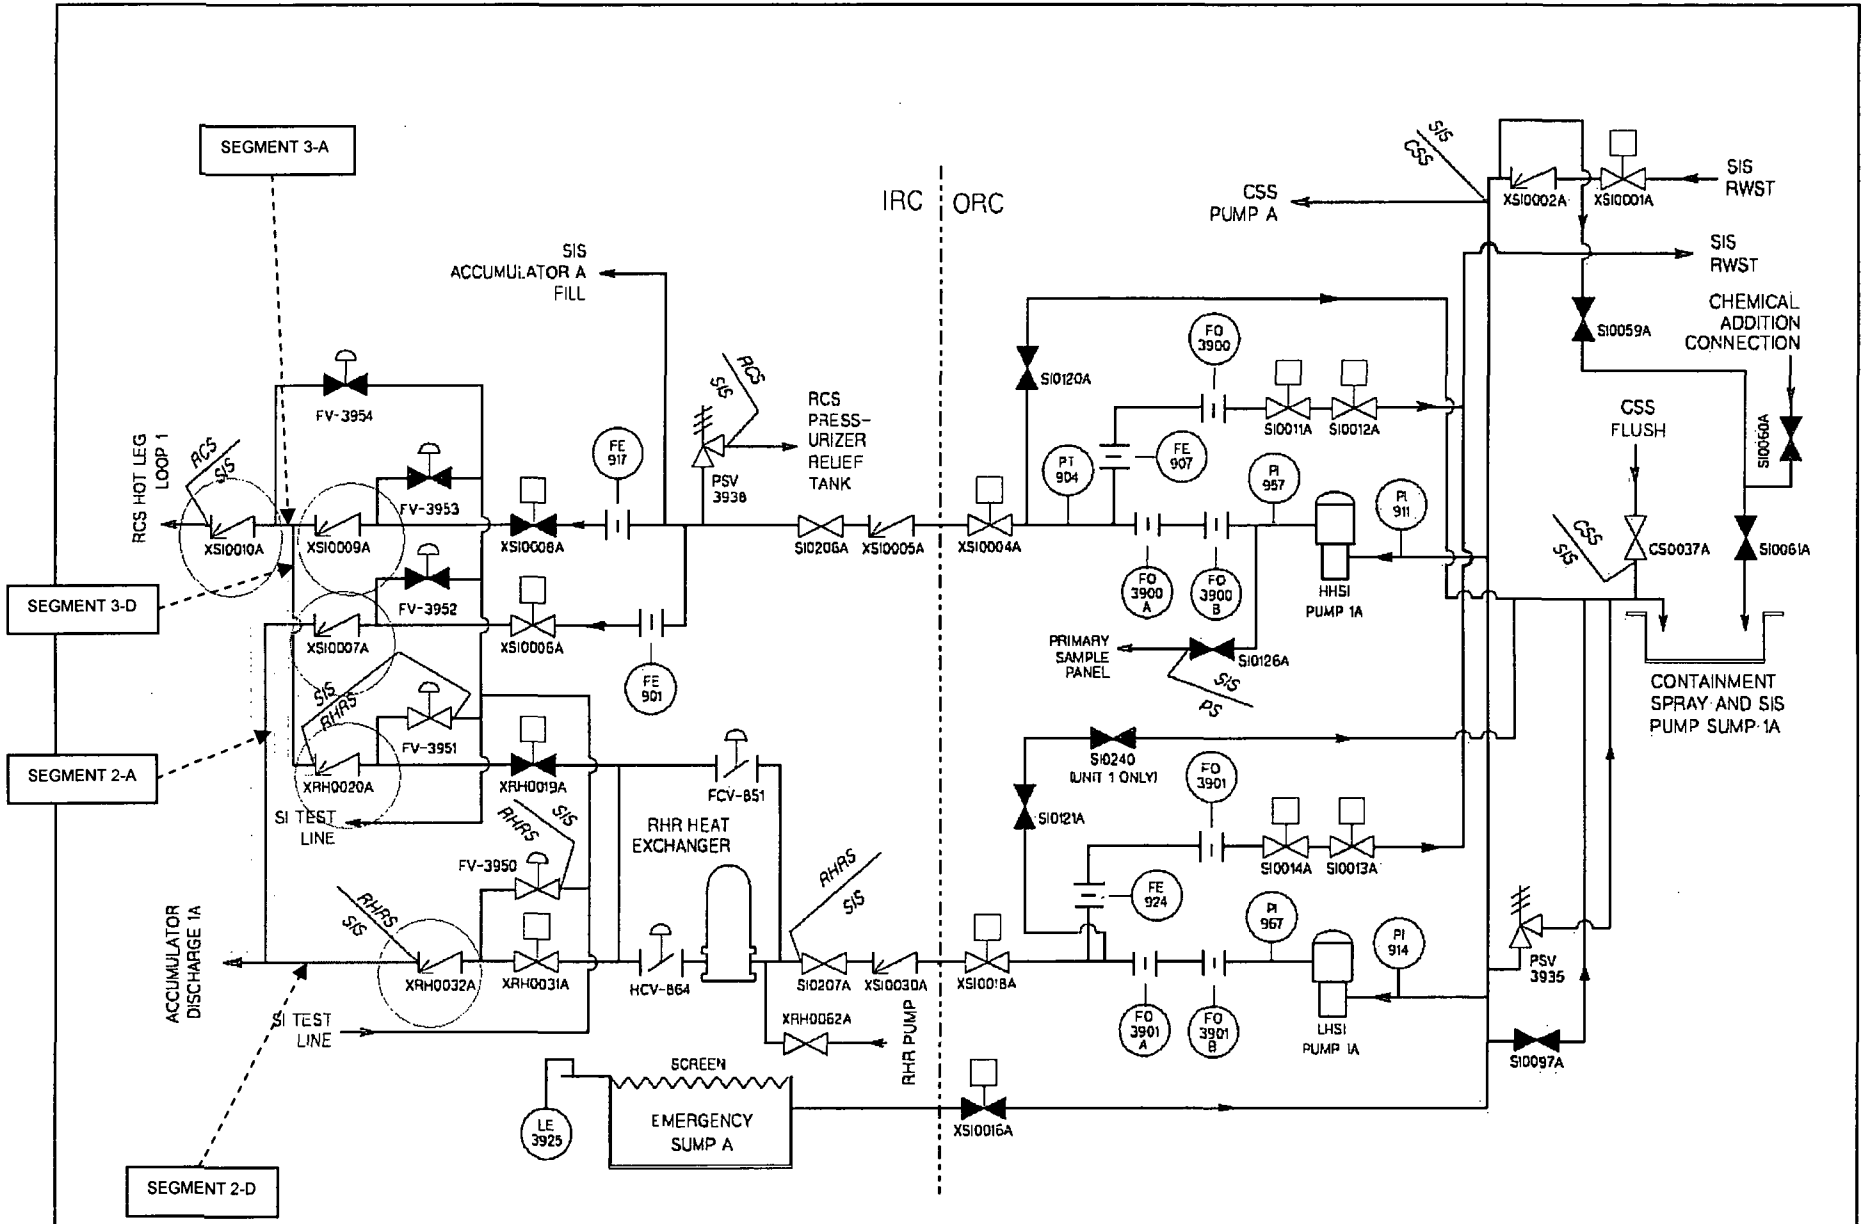 SEGMENT 3-A
SIS
CSS
SIS
RWST
XSI0002A
XSI0001A
IRC
ORC
CSS
PUMP A
SIS
RWST
SIS
ACCUMULATOR A
FILL
CHEMICAL
ADDITION
CONNECTION
SI0059A
FO
3900
SI0120A
SI0011A
SI0012A
CSS
FLUSH
SI0060A
FV-3954
RCS
SIS
RCS
PRESS-
URIZER
RELIEF
TANK
RCS HOT LEG
LOOP 1
RCS
SIS
FV-3953
FE
917
PSV
3938
PT
904
FE
907
PI
957
PI
911
XSI0010A
XSI0009A
XSI0008A
SI0206A
XSI0005A
XSI0004A
CSS
SIS
CS0037A
SI0061A
SEGMENT 3-D
FV-3952
FO
3900
A
FO
3900
B
HHSI
PUMP 1A
XSI0007A
XSI0006A
FE
901
PRIMARY
SAMPLE
PANEL
SI0126A
SIS
PS
SIS
RHRS
FV-3951
CONTAINMENT
SPRAY AND SIS
PUMP SUMP 1A
SEGMENT 2-A
XRH0020A
XRH0019A
FCV-851
SI0240
(UNIT 1 ONLY)
FO
3901
SI TEST
LINE
RHRS
SIS
RHR HEAT
EXCHANGER
SI0121A
SI0014A
SI0013A
FV-3950
RHRS
SIS
FE
924
PI
967
PI
914
PSV
3935
ACCUMULATOR
DISCHARGE 1A
RHRS
SIS
XRH0032A
XRH0031A
HCV-864
SI0207A
XSI0030A
XSI0018A
FO
3901
A
FO
3901
B
LHSI
PUMP 1A
SI0097A
SI TEST
LINE
XRH0062A
RHR PUMP
SCREEN
LE
3925
EMERGENCY
SUMP A
XSI0016A
SEGMENT 2-D